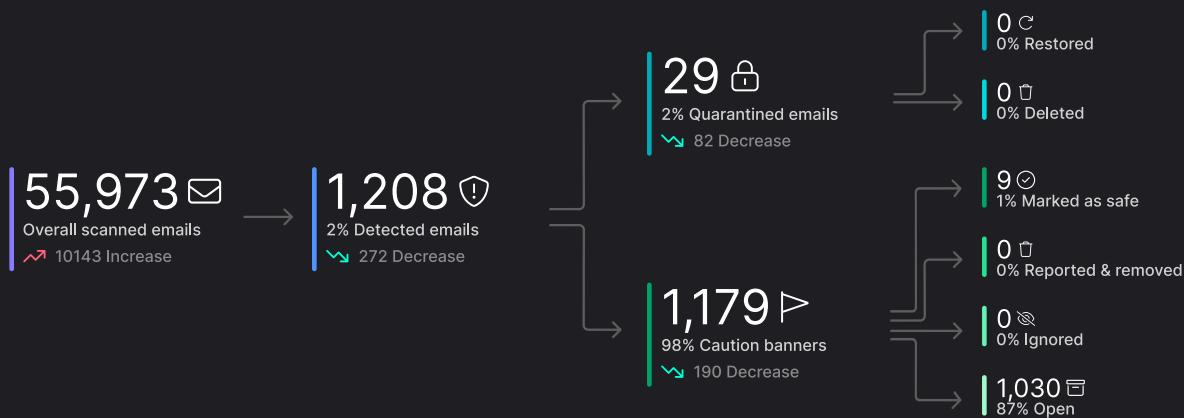 55,973
Overall scanned emails
10143 Increase
1,208
2% Detected emails
272 Decrease
29
2% Quarantined emails
82 Decrease
1,179
98% Caution banners
190 Decrease
0
0% Restored
0
0% Deleted
9
1% Marked as safe
0
0% Reported & removed
0
0% Ignored
1,030
87% Open